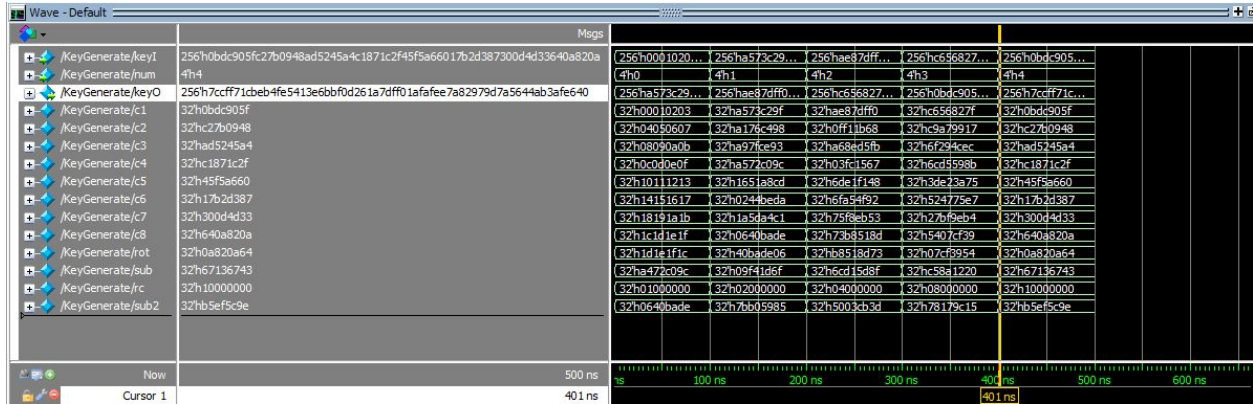 Wave - Default
Msgs
/KeyGenerate/keyI 256'h0bdc905fc27b0948ad5245a4c1871c2f45f5a66017b2d387300d4d33640a820a 256'h0001020... 256'ha573c29... 256'hae87dff... 256'hc656827... 256'h0bdc905...
/KeyGenerate/num 4'h4 4'h0 4'h1 4'h2 4'h3 4'h4
/KeyGenerate/keyO 256'h7ccff71cbeb4fe5413e6bbf0d261a7dff01afafee7a82979d7a5644ab3afe640 256'ha573c29... 256'hae87dff0... 256'hc656827... 256'h0bdc905... 256'h7ccff71c...
/KeyGenerate/c1 32'h0bdc905f 32'h00010203 32'ha573c29f 32'hae87dff0 32'hc656827f 32'h0bdc905f
/KeyGenerate/c2 32'hc27b0948 32'h04050607 32'ha176c498 32'h0ff11b68 32'hc9a79917 32'hc27b0948
/KeyGenerate/c3 32'had5245a4 32'h08090a0b 32'ha97fce93 32'ha68ed5fb 32'h6f294cec 32'had5245a4
/KeyGenerate/c4 32'hc1871c2f 32'h0c0d0e0f 32'ha572c09c 32'h03fc1567 32'h6cd5598b 32'hc1871c2f
/KeyGenerate/c5 32'h45f5a660 32'h10111213 32'h1651a8cd 32'h6de1f148 32'h3de23a75 32'h45f5a660
/KeyGenerate/c6 32'h17b2d387 32'h14151617 32'h0244beda 32'h6fa54f92 32'h524775e7 32'h17b2d387
/KeyGenerate/c7 32'h300d4d33 32'h18191a1b 32'h1a5da4c1 32'h75f8eb53 32'h27bf9eb4 32'h300d4d33
/KeyGenerate/c8 32'h640a820a 32'h1c1d1e1f 32'h0640bade 32'h73b8518d 32'h5407cf39 32'h640a820a
/KeyGenerate/rot 32'h0a820a64 32'h1d1e1f1c 32'h40bade06 32'hb8518d73 32'h07cf3954 32'h0a820a64
/KeyGenerate/sub 32'h67136743 32'ha472c09c 32'h09f41d6f 32'h6cd15d8f 32'hc58a1220 32'h67136743
/KeyGenerate/rc 32'h10000000 32'h01000000 32'h02000000 32'h04000000 32'h08000000 32'h10000000
/KeyGenerate/sub2 32'hb5ef5c9e 32'h0640bade 32'h7bb05985 32'h5003cb3d 32'h78179c15 32'hb5ef5c9e
Now 500 ns ns 100 ns 200 ns 300 ns 400 ns 500 ns 600 ns
Cursor 1 401 ns 401 ns